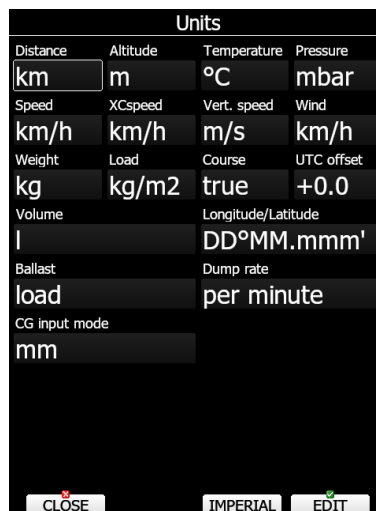 Units
Distance Altitude Temperature Pressure
km m °C mbar
Speed XCspeed Vert. speed Wind
km/h km/h m/s km/h
Weight Load Course UTC offset
kg kg/m2 true +0.0
Volume Longitude/Latitude
l DD°MM.mmm'
Ballast Dump rate
load per minute
CG input mode
mm
CLOSE IMPERIAL EDIT